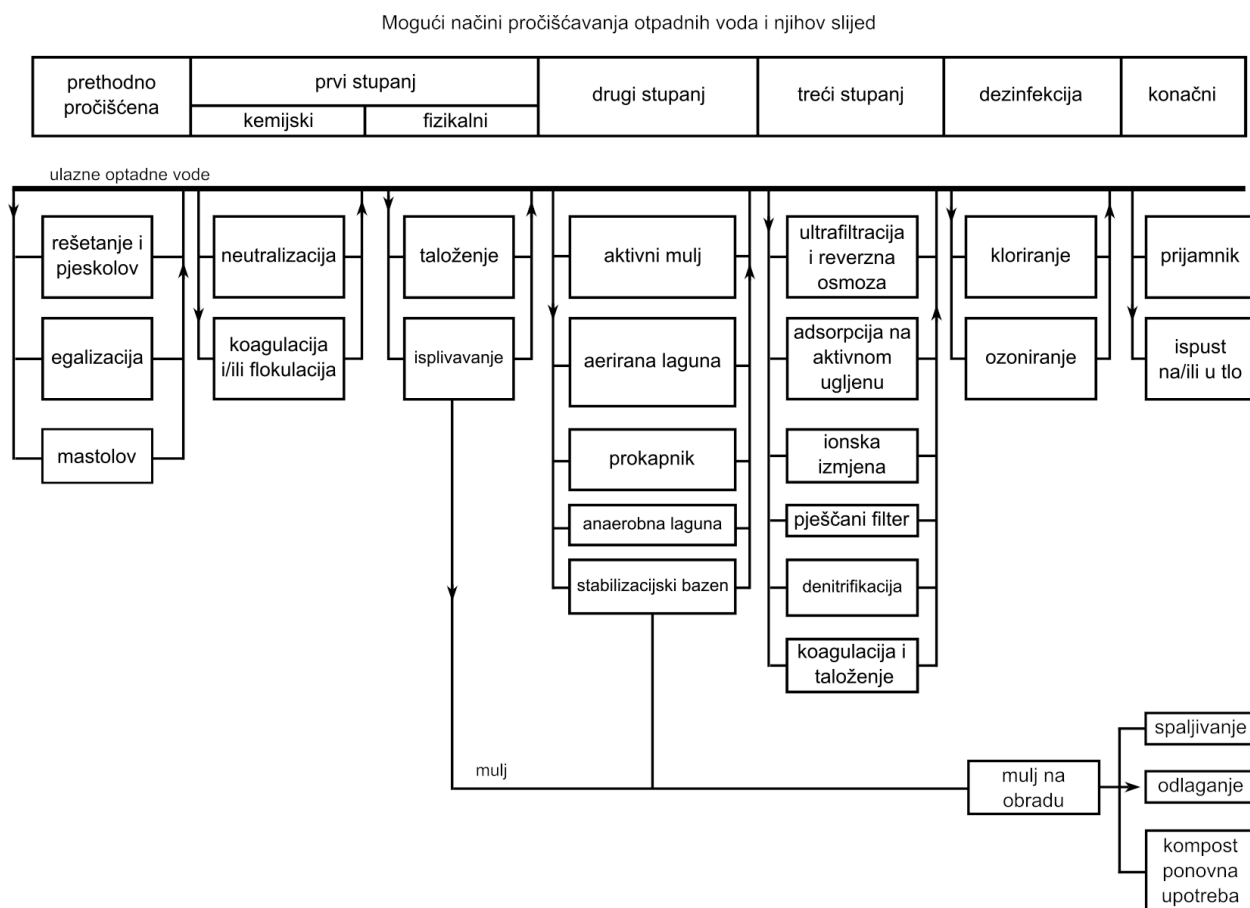 Mogući načini pročišćavanja otpadnih voda i njihov slijed
prethodno
pročišćena
prvi stupanj
kemijski
fizikalni
drugi stupanj
treći stupanj
dezinfekcija
konačni
ulazne optadne vode
rešetanje i
pjeskolov
egalizacija
mastolov
neutralizacija
koagulacija
i/ili flokulacija
taloženje
isplivavanje
aktivni mulj
aerirana laguna
prokapnik
anaerobna laguna
stabilizacijski bazen
ultrafiltracija
i reverzna
osmoza
adsorpcija na
aktivnom
ugljenu
ionska
izmjena
pješčani filter
denitrifikacija
koagulacija i
taloženje
kloriranje
ozoniranje
prijamnik
ispust
na/ili u tlo
mulj
mulj na
obradu
spaljivanje
odlaganje
kompost
ponovna
upotreba